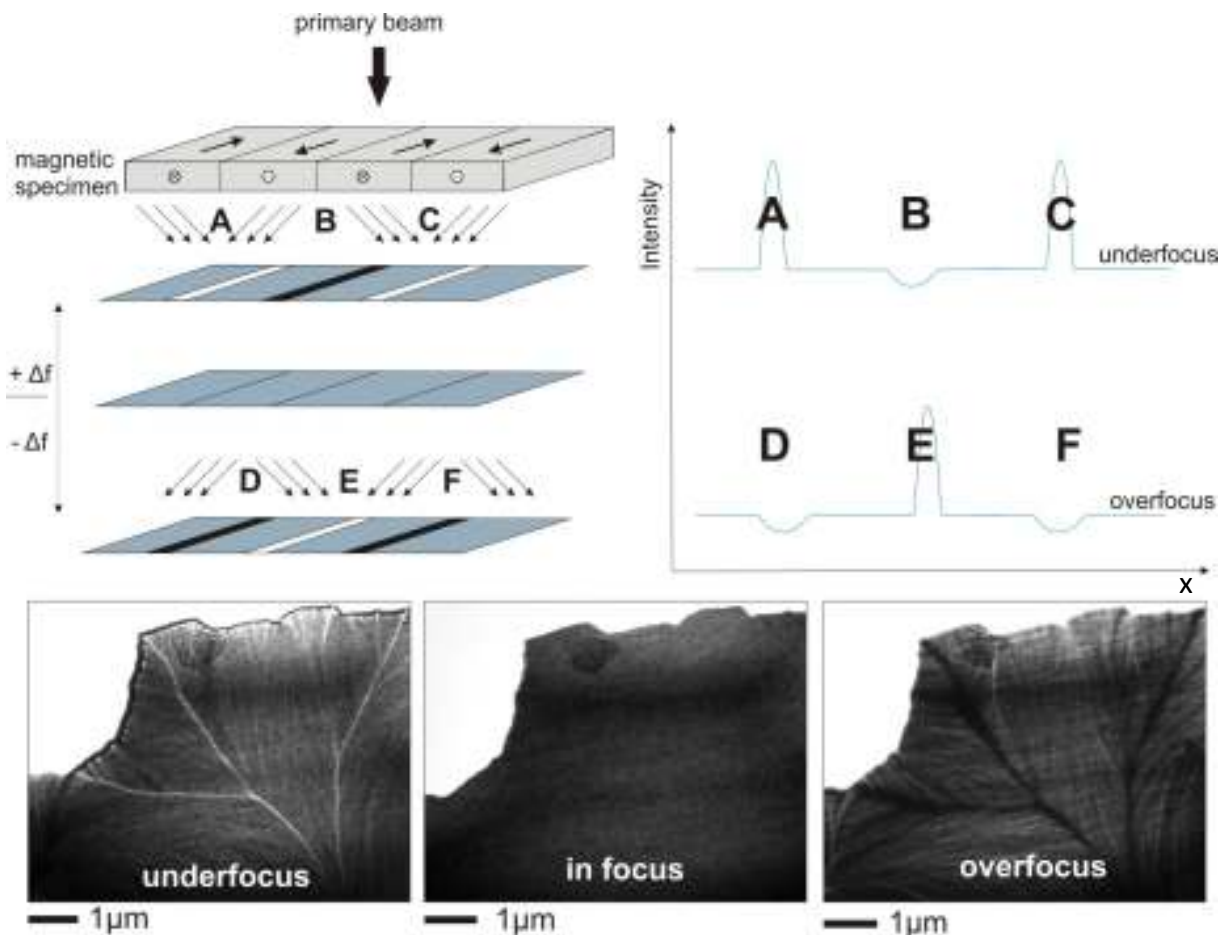 primary beam
magnetic
specimen
A B C
+ Δf
- Δf
D E F
Intensity
A B C
underfocus
D E F
overfocus
x
underfocus
in focus
overfocus
1μm
1μm
1μm